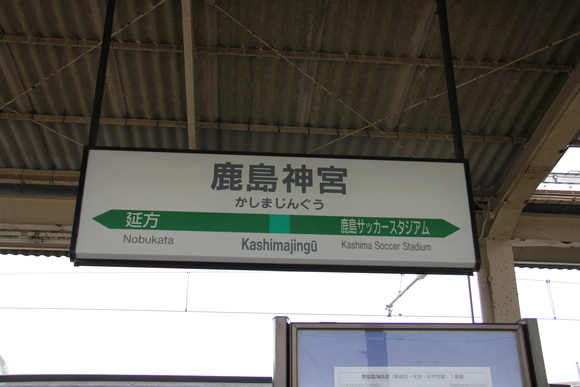 鹿島神宮
かしまじんぐう
延方 鹿島サッカースタジアム
Nobukata Kashimajingū Kashima Soccer Stadium